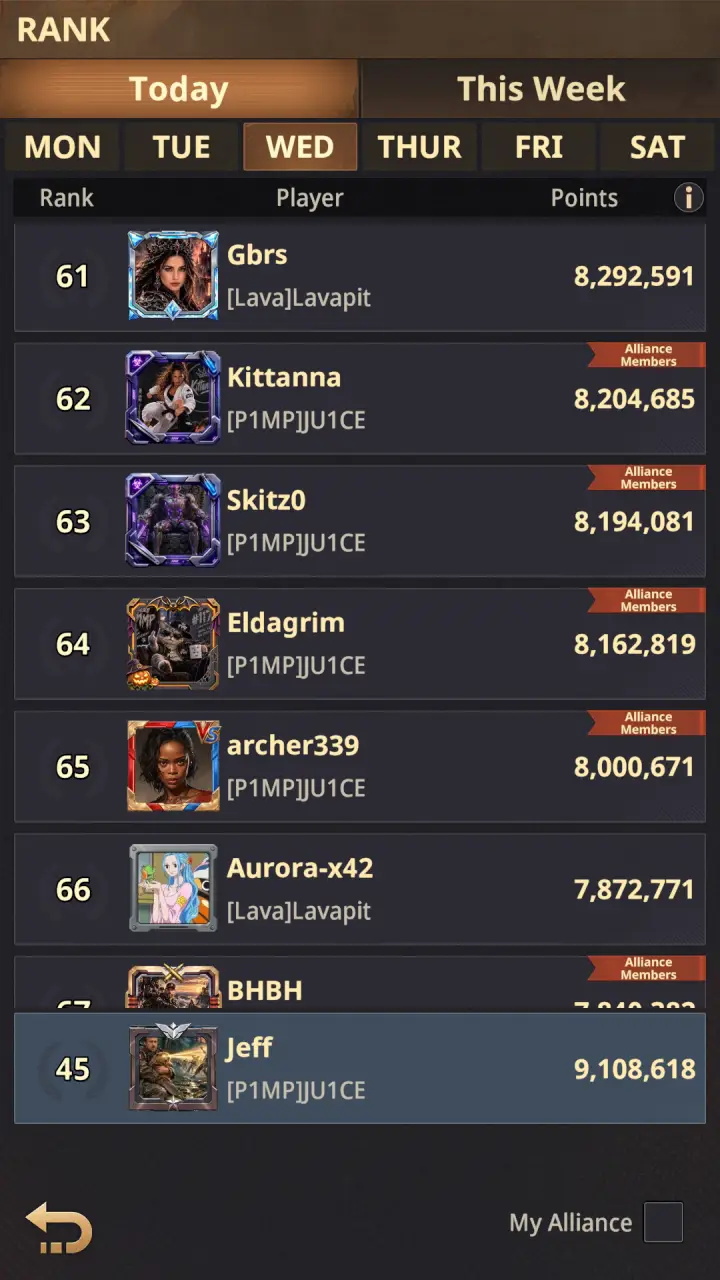 RANK
Today
This Week
MON
TUE
WED
THUR
FRI
SAT
Rank
Player
Points
61
Gbrs
[Lava]Lavapit
8,292,591
Alliance
Members
62
Kittanna
[P1MP]JU1CE
8,204,685
Alliance
Members
63
Skitz0
[P1MP]JU1CE
8,194,081
Alliance
Members
64
Eldagrim
[P1MP]JU1CE
8,162,819
Alliance
Members
65
archer339
[P1MP]JU1CE
8,000,671
66
Aurora-x42
[Lava]Lavapit
7,872,771
Alliance
Members
BHBH
45
Jeff
[P1MP]JU1CE
9,108,618
My Alliance